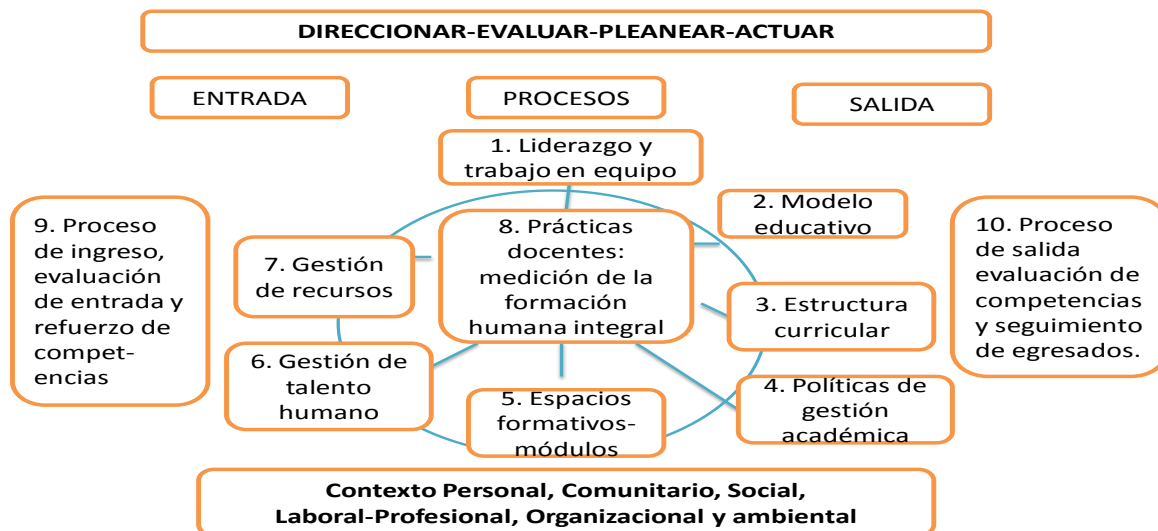 DIRECCIONAR-EVALUAR-PLEANEAR-ACTUAR
ENTRADA
PROCESOS
SALIDA
1. Liderazgo y
trabajo en equipo
2. Modelo
educativo
3. Estructura
curricular
4. Políticas de
gestión
académica
5. Espacios
formativos-
módulos
6. Gestión de
talento
humano
7. Gestión
de recursos
8. Prácticas
docentes:
medición de la
formación
humana integral
9. Proceso
de ingreso,
evaluación
de entrada y
refuerzo de
compet-
encias
10. Proceso
de salida
evaluación de
competencias
y seguimiento
de egresados.
Contexto Personal, Comunitario, Social,
Laboral-Profesional, Organizacional y ambiental